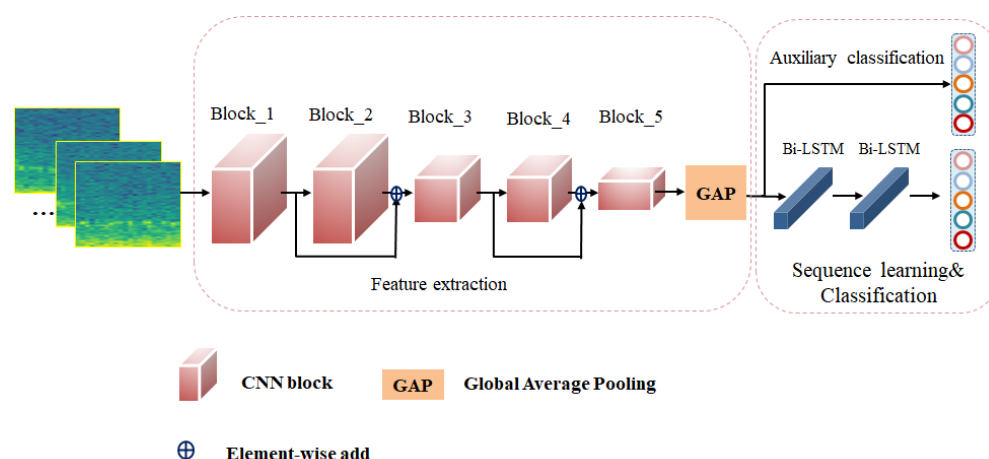 Auxiliary classification
Block_1
Block_2
Block_3
Block_4
Block_5
Bi-LSTM
Bi-LSTM
GAP
...
Feature extraction
Sequence learning&
Classification
CNN block
GAP
Global Average Pooling
Element-wise add